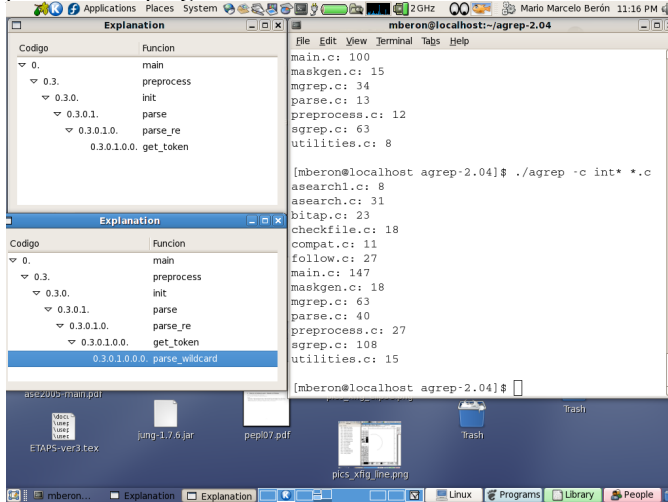 Applications Places System 2 GHz Mario Marcelo Berón 11:16 PM
Explanation
Codigo Funcion
0. main
0.3. preprocess
0.3.0. init
0.3.0.1. parse
0.3.0.1.0. parse_re
0.3.0.1.0.0. get_token
Explanation
Codigo Funcion
0. main
0.3. preprocess
0.3.0. init
0.3.0.1. parse
0.3.0.1.0. parse_re
0.3.0.1.0.0. get_token
0.3.0.1.0.0.0. parse_wildcard
mberon@localhost:~/agrep-2.04
File Edit View Terminal Tabs Help
main.c: 100
maskgen.c: 15
mgrep.c: 34
parse.c: 13
preprocess.c: 12
sgrep.c: 63
utilities.c: 8
[mberon@localhost agrep-2.04]$ ./agrep -c int* *.c
asearch1.c: 8
asearch.c: 31
bitap.c: 23
checkfile.c: 18
compat.c: 11
follow.c: 27
main.c: 147
maskgen.c: 18
mgrep.c: 63
parse.c: 40
preprocess.c: 27
sgrep.c: 108
utilities.c: 15
[mberon@localhost agrep-2.04]$
ase2005-main.pdf
Trash
ETAPS-ver3.tex
jung-1.7.6.jar
pepl07.pdf
Trash
pics_xfig_line.png
mberon... Explanation Explanation Linux Programs Library People